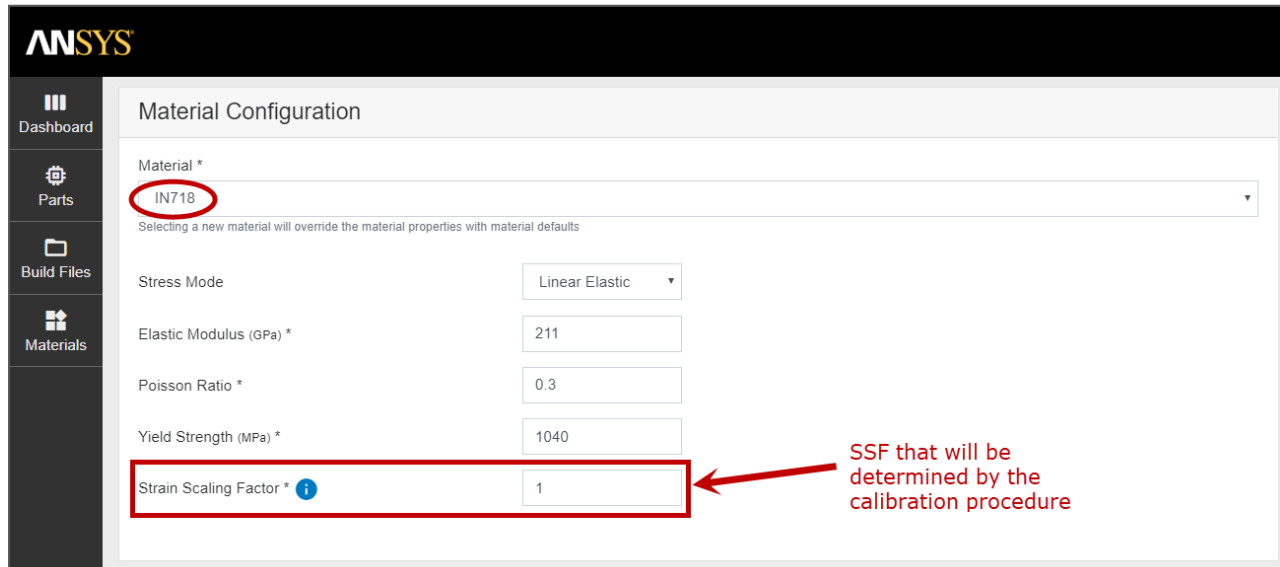 ANSYS
Dashboard
Parts
Build Files
Materials
Material Configuration
Material *
IN718
Selecting a new material will override the material properties with material defaults
Stress Mode
Linear Elastic
Elastic Modulus (GPa) *
211
Poisson Ratio *
0.3
Yield Strength (MPa) *
1040
Strain Scaling Factor *
i
1
SSF that will be
determined by the
calibration procedure